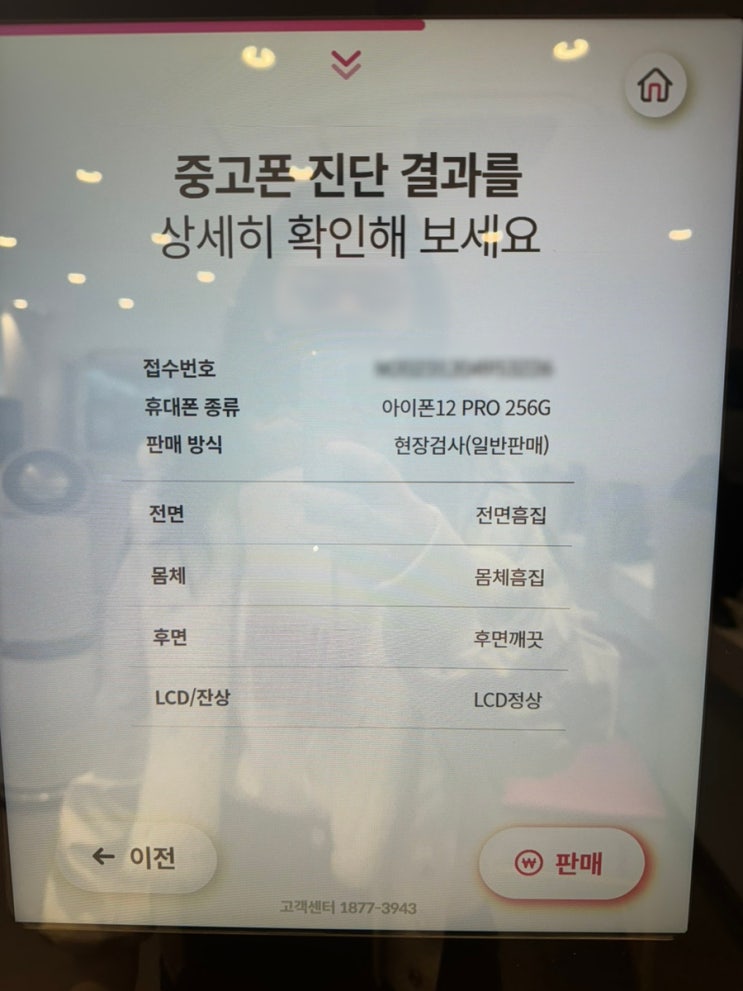 중고폰 진단 결과를
상세히 확인해 보세요
접수번호
휴대폰 종류 아이폰12 PRO 256G
판매 방식 현장검사(일반판매)
전면 전면흠집
몸체 몸체흠집
후면 후면깨끗
LCD/잔상 LCD정상
← 이전
₩ 판매
고객센터 1877-3943